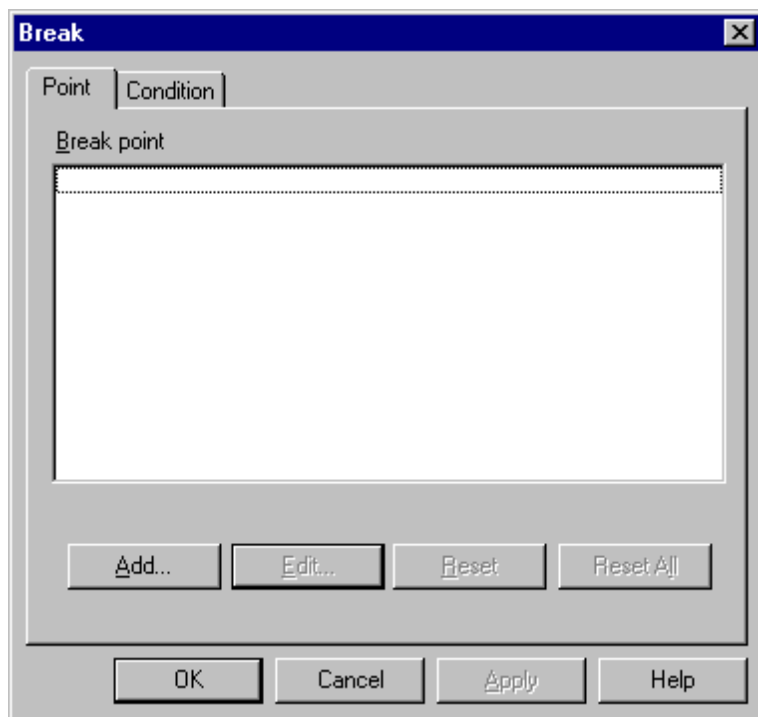 Break
Point Condition
Break point
Add... Edit... Reset Reset All
OK Cancel Apply Help